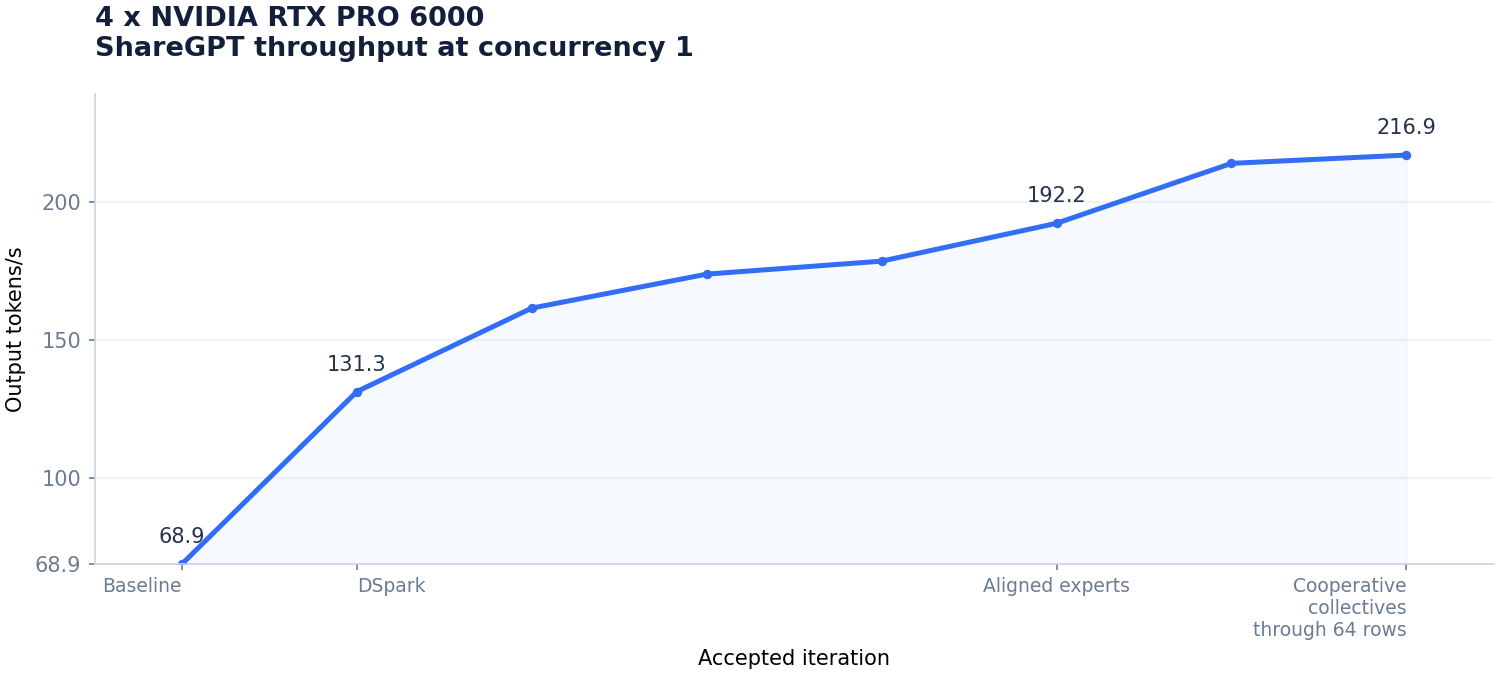 4 x NVIDIA RTX PRO 6000
ShareGPT throughput at concurrency 1
216.9
192.2
200
150
131.3
100
68.9
68.9
Output tokens/s
Baseline
DSpark
Aligned experts
Cooperative
collectives
through 64 rows
Accepted iteration